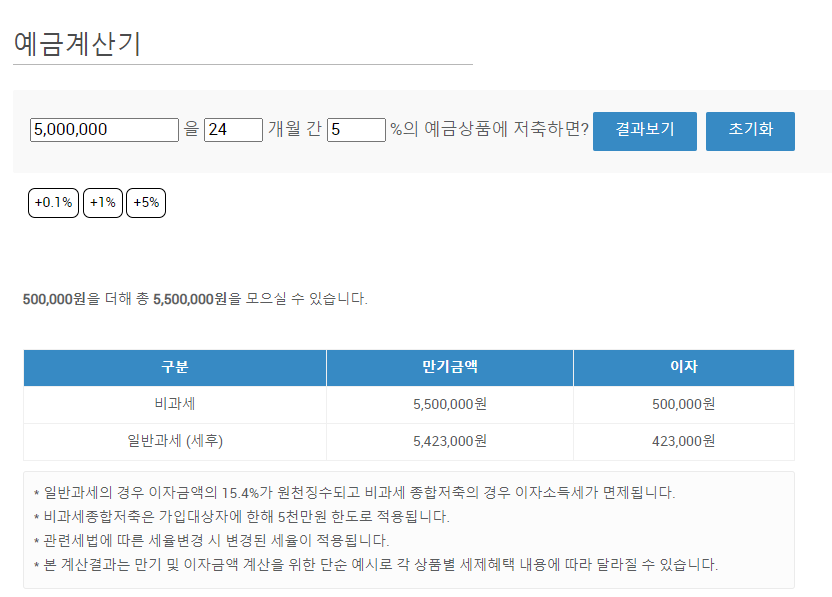 예금계산기
5,000,000 을 24 개월 간 5 %의 예금상품에 저축하면? 결과보기 초기화
+0.1% +1% +5%
500,000원을 더해 총 5,500,000원을 모으실 수 있습니다.
구분 만기금액 이자
비과세 5,500,000원 500,000원
일반과세 (세후) 5,423,000원 423,000원
* 일반과세의 경우 이자금액의 15.4%가 원천징수되고 비과세 종합저축의 경우 이자소득세가 면제됩니다.
* 비과세종합저축은 가입대상자에 한해 5천만원 한도로 적용됩니다.
* 관련세법에 따른 세율변경 시 변경된 세율이 적용됩니다.
* 본 계산결과는 만기 및 이자금액 계산을 위한 단순 예시로 각 상품별 세제혜택 내용에 따라 달라질 수 있습니다.